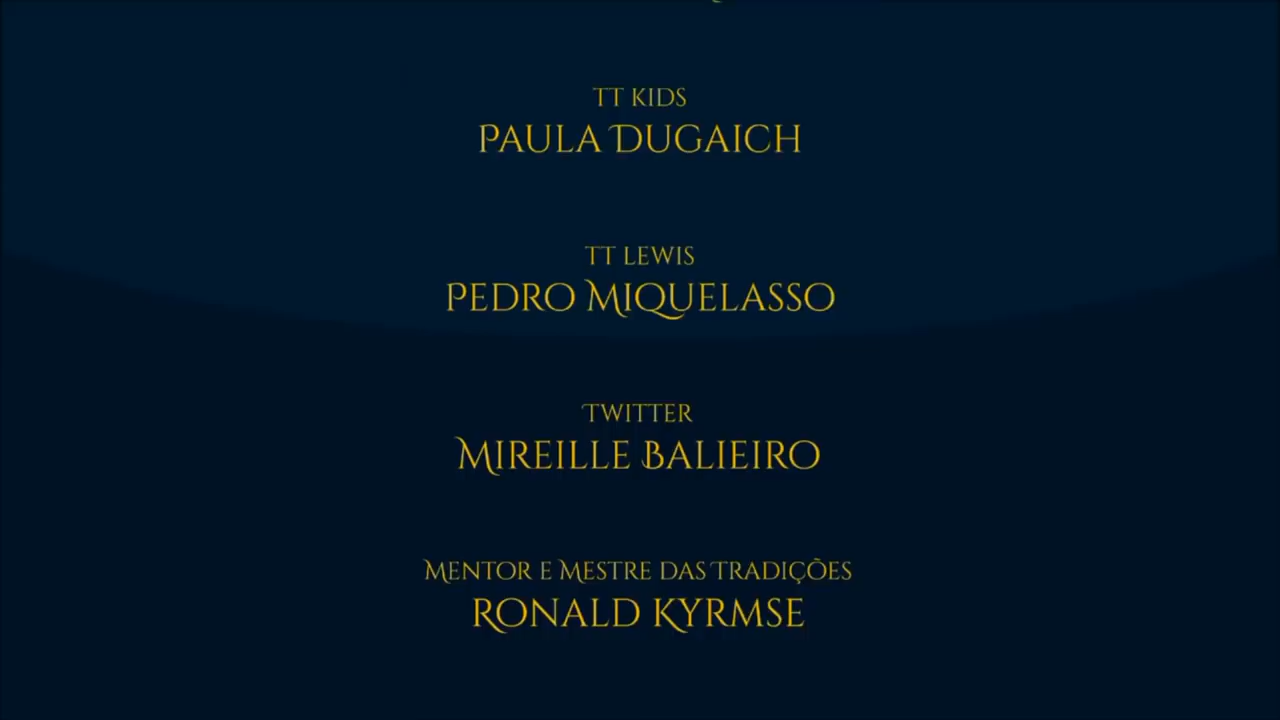 TT KIDS
PAULA DUGAICH
TT LEWIS
PEDRO MIQUELASSO
TWITTER
MIREILLE BALIEIRO
MENTOR E MESTRE DAS TRADIÇÕES
RONALD KYRMSE